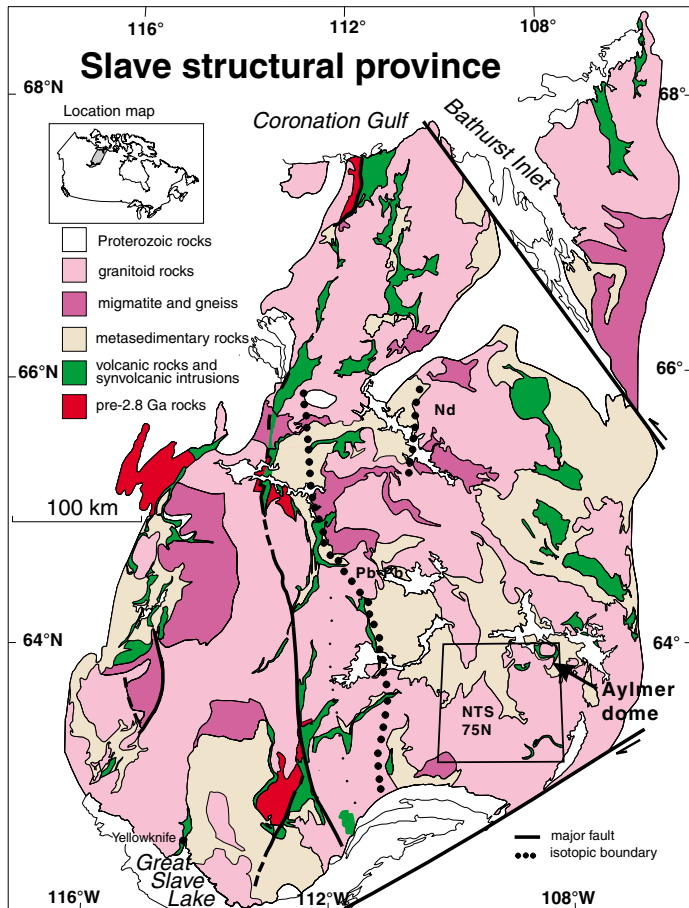 116°
112°
108°
Slave structural province
68°N
68°
Location map
Coronation Gulf
Bathurst Inlet
Proterozoic rocks
granitoid rocks
migmatite and gneiss
metasedimentary rocks
volcanic rocks and
synvolcanic intrusions
pre-2.8 Ga rocks
66°N
66°
Nd
100 km
Pb-Pb
64°N
64°
NTS
75N
Aylmer
dome
Yellowknife
Great
Slave
Lake
major fault
isotopic boundary
116°W
112°W
108°W